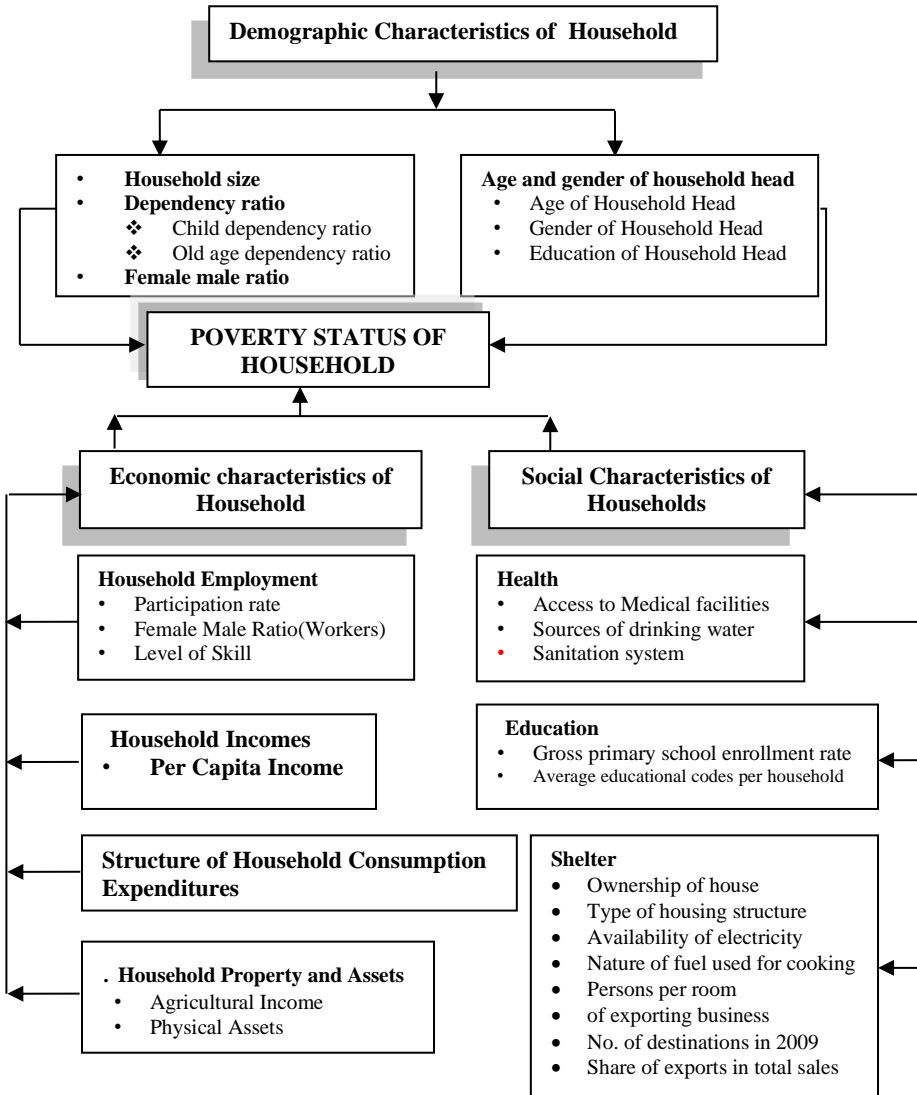 Demographic Characteristics of Household
• Household size
• Dependency ratio
❖ Child dependency ratio
❖ Old age dependency ratio
• Female male ratio
Age and gender of household head
• Age of Household Head
• Gender of Household Head
• Education of Household Head
POVERTY STATUS OF
HOUSEHOLD
Economic characteristics of
Household
Social Characteristics of
Households
Household Employment
• Participation rate
• Female Male Ratio(Workers)
• Level of Skill
Health
• Access to Medical facilities
• Sources of drinking water
• Sanitation system
Household Incomes
• Per Capita Income
Education
• Gross primary school enrollment rate
• Average educational codes per household
Structure of Household Consumption
Expenditures
. Household Property and Assets
• Agricultural Income
• Physical Assets
Shelter
• Ownership of house
• Type of housing structure
• Availability of electricity
• Nature of fuel used for cooking
• Persons per room
• of exporting business
• No. of destinations in 2009
• Share of exports in total sales